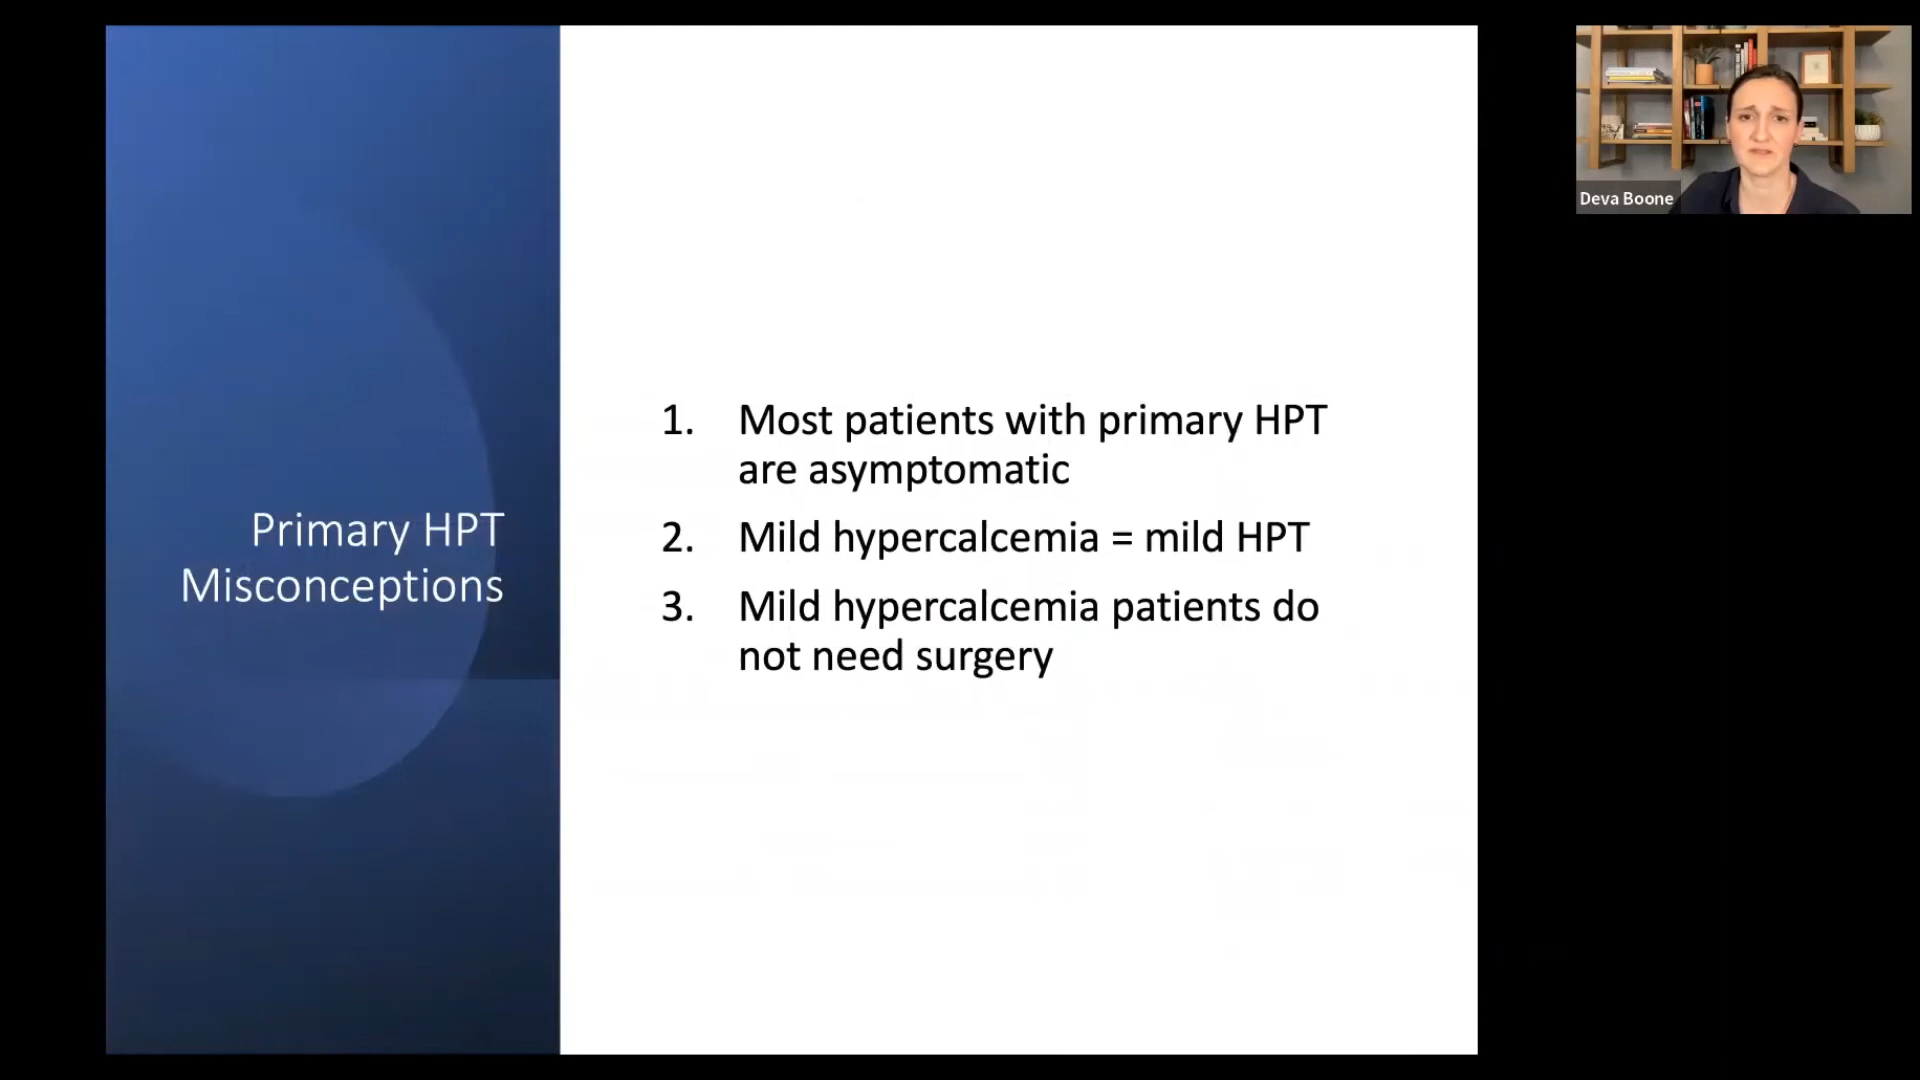 Primary HPT
Misconceptions
1. Most patients with primary HPT
are asymptomatic
2. Mild hypercalcemia = mild HPT
3. Mild hypercalcemia patients do
not need surgery
Deva Boone